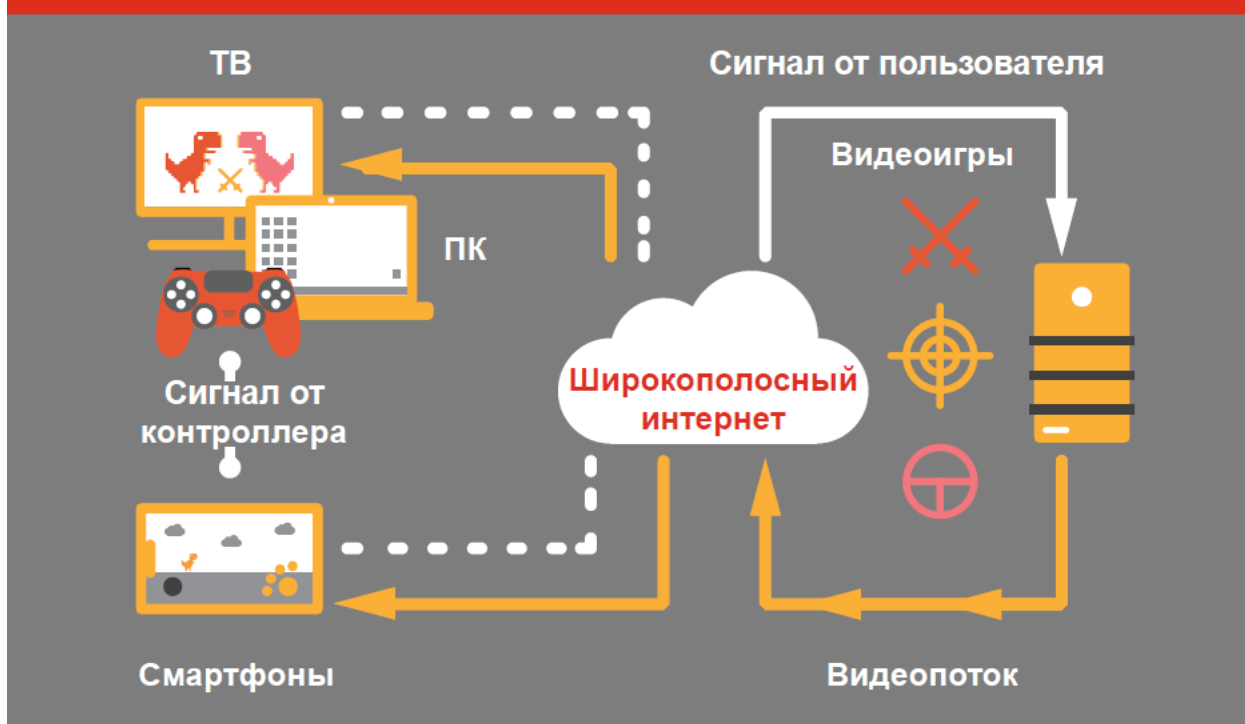 ТВ
Сигнал от пользователя
Видеоигры
ПК
Широкополосный
интернет
Сигнал от
контроллера
Смартфоны
Видеопоток